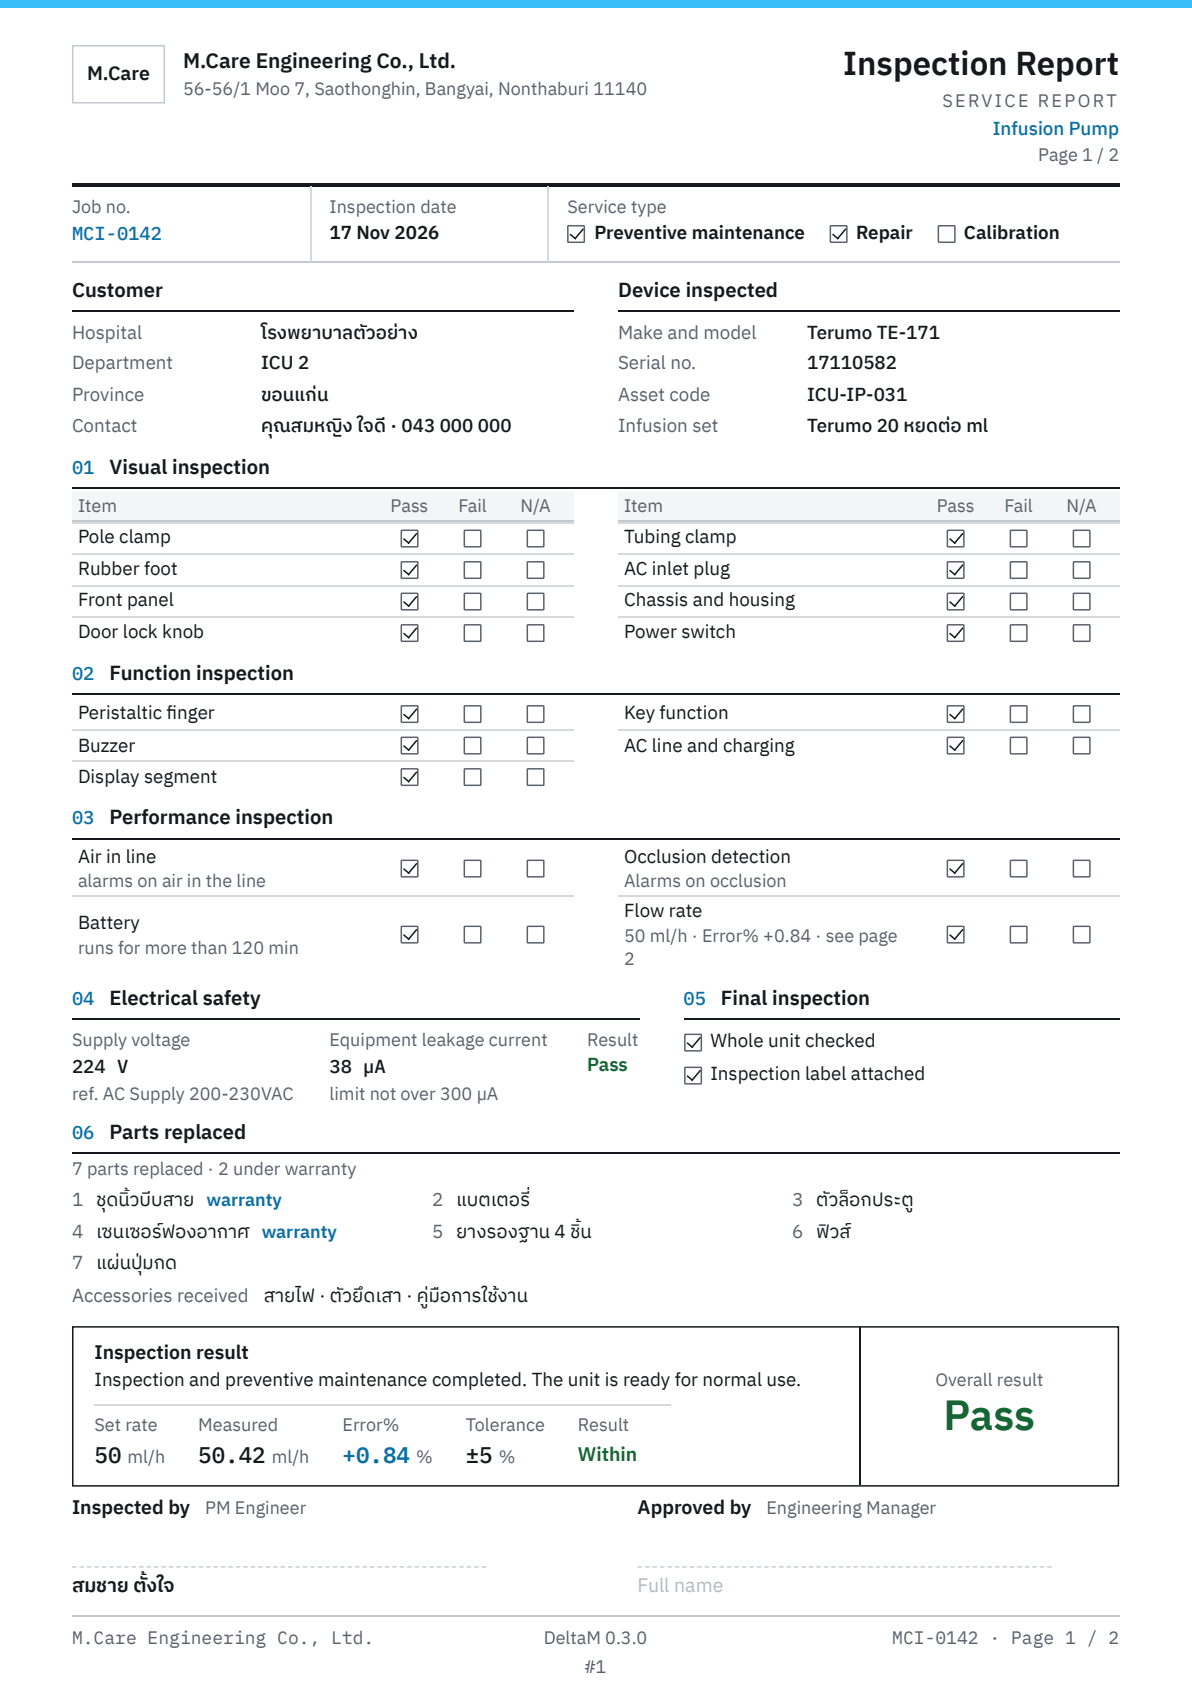 M.Care
M.Care Engineering Co., Ltd.
56-56/1 Moo 7, Saothonghin, Bangyai, Nonthaburi 11140
Inspection Report
SERVICE REPORT
Infusion Pump
Page 1 / 2
Job no.
MCI-0142
Inspection date
17 Nov 2026
Service type
☑ Preventive maintenance ☑ Repair ☐ Calibration
Customer
Hospital โรงพยาบาลตัวอย่าง
Department ICU 2
Province ขอนแก่น
Contact คุณสมหญิง ใจดี · 043 000 000
Device inspected
Make and model Terumo TE-171
Serial no. 17110582
Asset code ICU-IP-031
Infusion set Terumo 20 หยดต่อ ml
01 Visual inspection
Item Pass Fail N/A Item Pass Fail N/A
Pole clamp ☑ ☐ ☐ Tubing clamp ☑ ☐ ☐
Rubber foot ☑ ☐ ☐ AC inlet plug ☑ ☐ ☐
Front panel ☑ ☐ ☐ Chassis and housing ☑ ☐ ☐
Door lock knob ☑ ☐ ☐ Power switch ☑ ☐ ☐
02 Function inspection
Peristaltic finger ☑ ☐ ☐ Key function ☑ ☐ ☐
Buzzer ☑ ☐ ☐ AC line and charging ☑ ☐ ☐
Display segment ☑ ☐ ☐
03 Performance inspection
Air in line ☑ ☐ ☐
alarms on air in the line
Occlusion detection ☑ ☐ ☐
Alarms on occlusion
Battery ☑ ☐ ☐
runs for more than 120 min
Flow rate ☑ ☐ ☐
50 ml/h · Error% +0.84 · see page
2
04 Electrical safety
Supply voltage Equipment leakage current Result
224 V 38 µA Pass
ref. AC Supply 200-230VAC limit not over 300 µA
05 Final inspection
☑ Whole unit checked
☑ Inspection label attached
06 Parts replaced
7 parts replaced · 2 under warranty
1 ชุดนิ้วบีบสาย warranty 2 แบตเตอรี่ 3 ตัวล็อกประตู
4 เซนเซอร์ฟองอากาศ warranty 5 ยางรองฐาน 4 ชิ้น 6 ฟิวส์
7 แผ่นปุ่มกด
Accessories received สายไฟ · ตัวยึดเสา · คู่มือการใช้งาน
Inspection result
Inspection and preventive maintenance completed. The unit is ready for normal use.
Set rate Measured Error% Tolerance Result
50 ml/h 50.42 ml/h +0.84 % ±5 % Within
Overall result
Pass
Inspected by PM Engineer
Approved by Engineering Manager
สมชาย ตั้งใจ
Full name
M.Care Engineering Co., Ltd. DeltaM 0.3.0 MCI-0142 · Page 1 / 2
#1